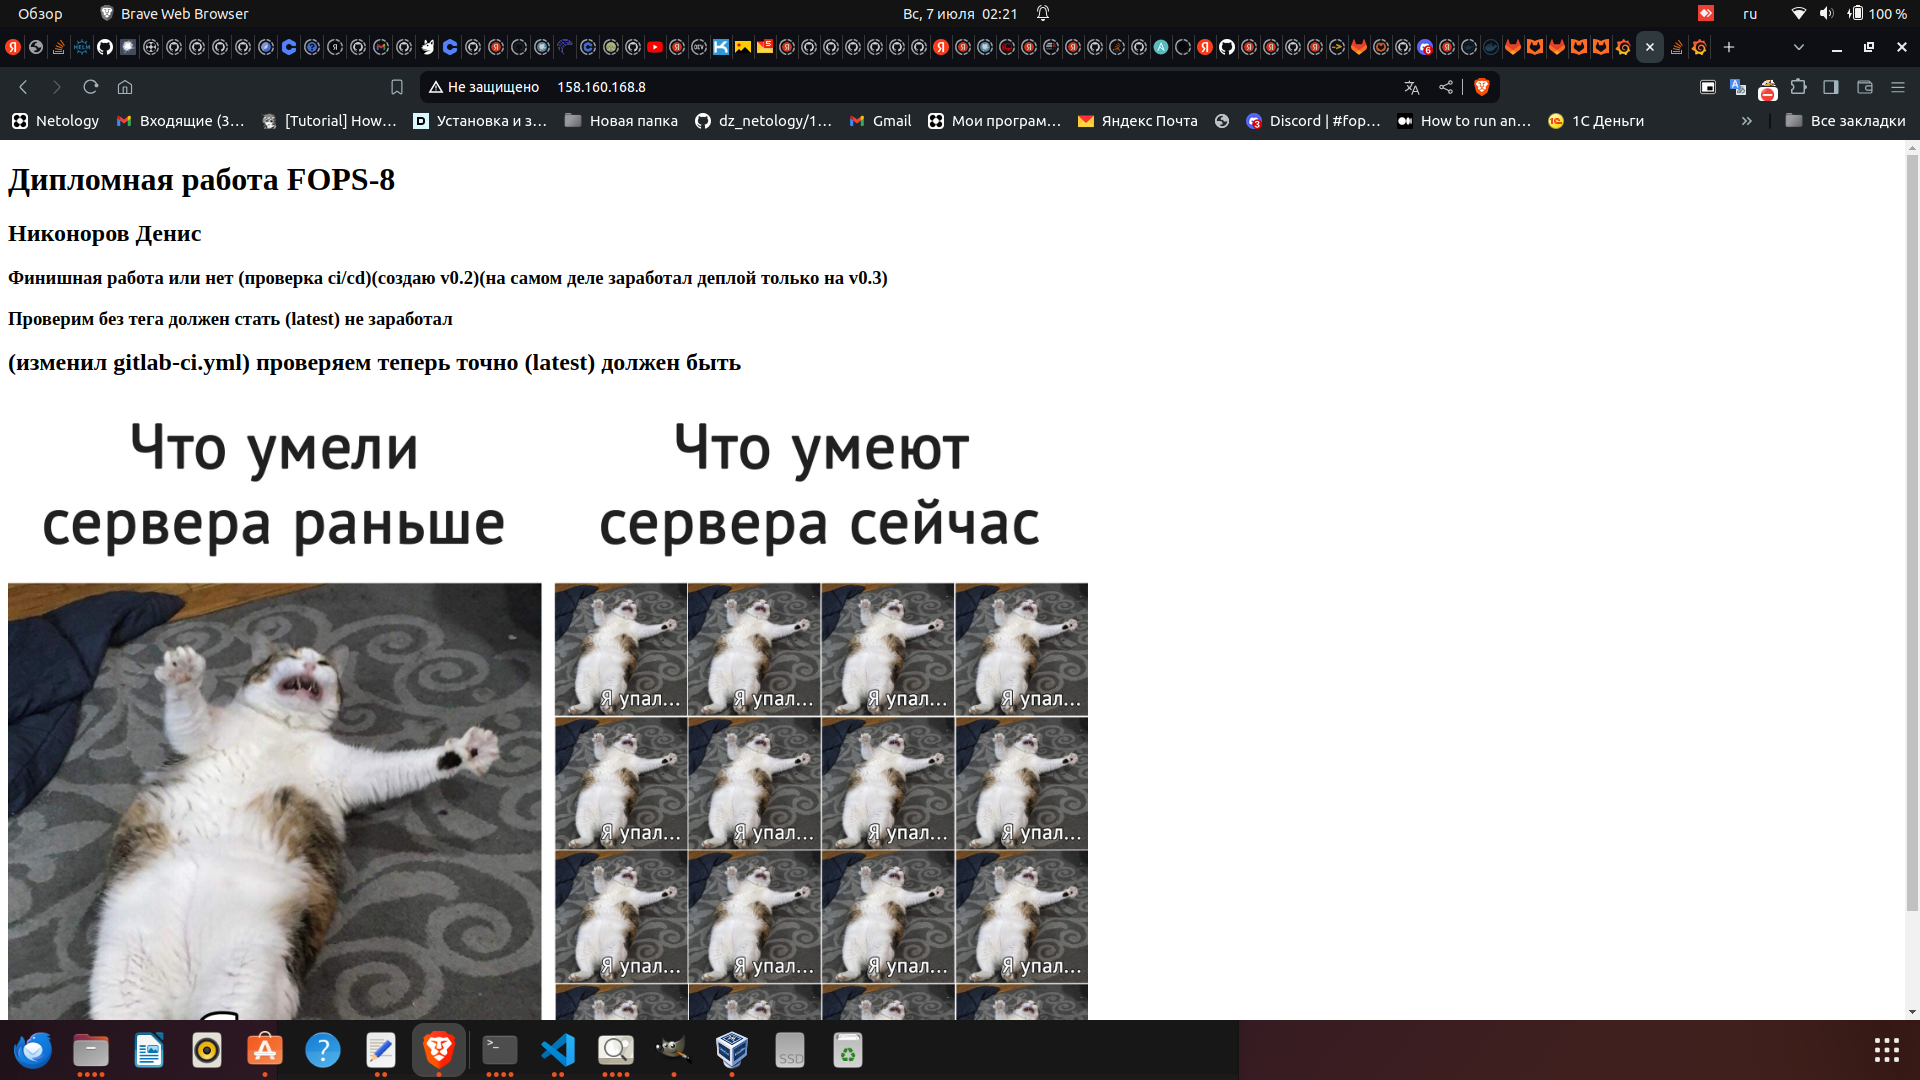 Обзор
Brave Web Browser
Вс, 7 июля 02:21
ru
100 %
Не защищено 158.160.168.8
Netology
Входящие (3…
[Tutorial] How…
Установка и з…
Новая папка
dz_netology/1…
Gmail
Мои програм…
Яндекс Почта
Discord | #fop…
How to run an…
1С Деньги
Все закладки
Дипломная работа FOPS-8
Никоноров Денис
Финишная работа или нет (проверка ci/cd)(создаю v0.2)(на самом деле заработал деплой только на v0.3)
Проверим без тега должен стать (latest) не заработал
(изменил gitlab-ci.yml) проверяем теперь точно (latest) должен быть
Что умели
сервера раньше
Что умеют
сервера сейчас
Я упал… Я упал… Я упал… Я упал…
Я упал… Я упал… Я упал… Я упал…
Я упал… Я упал… Я упал… Я упал…
SSD